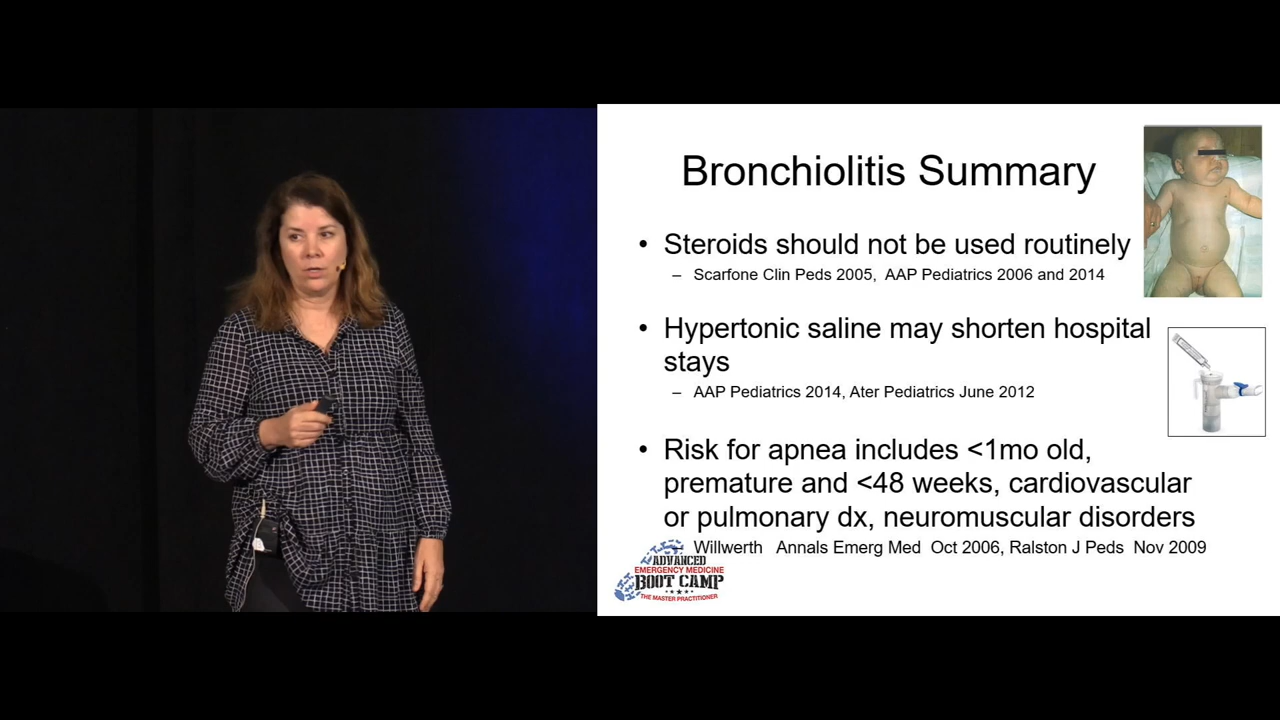 Bronchiolitis Summary
• Steroids should not be used routinely
– Scarfone Clin Peds 2005, AAP Pediatrics 2006 and 2014
• Hypertonic saline may shorten hospital
stays
– AAP Pediatrics 2014, Ater Pediatrics June 2012
• Risk for apnea includes <1mo old,
premature and <48 weeks, cardiovascular
or pulmonary dx, neuromuscular disorders
– Willwerth Annals Emerg Med Oct 2006, Ralston J Peds Nov 2009
ADVANCED
EMERGENCY MEDICINE
BOOT CAMP
THE MASTER PRACTITIONER